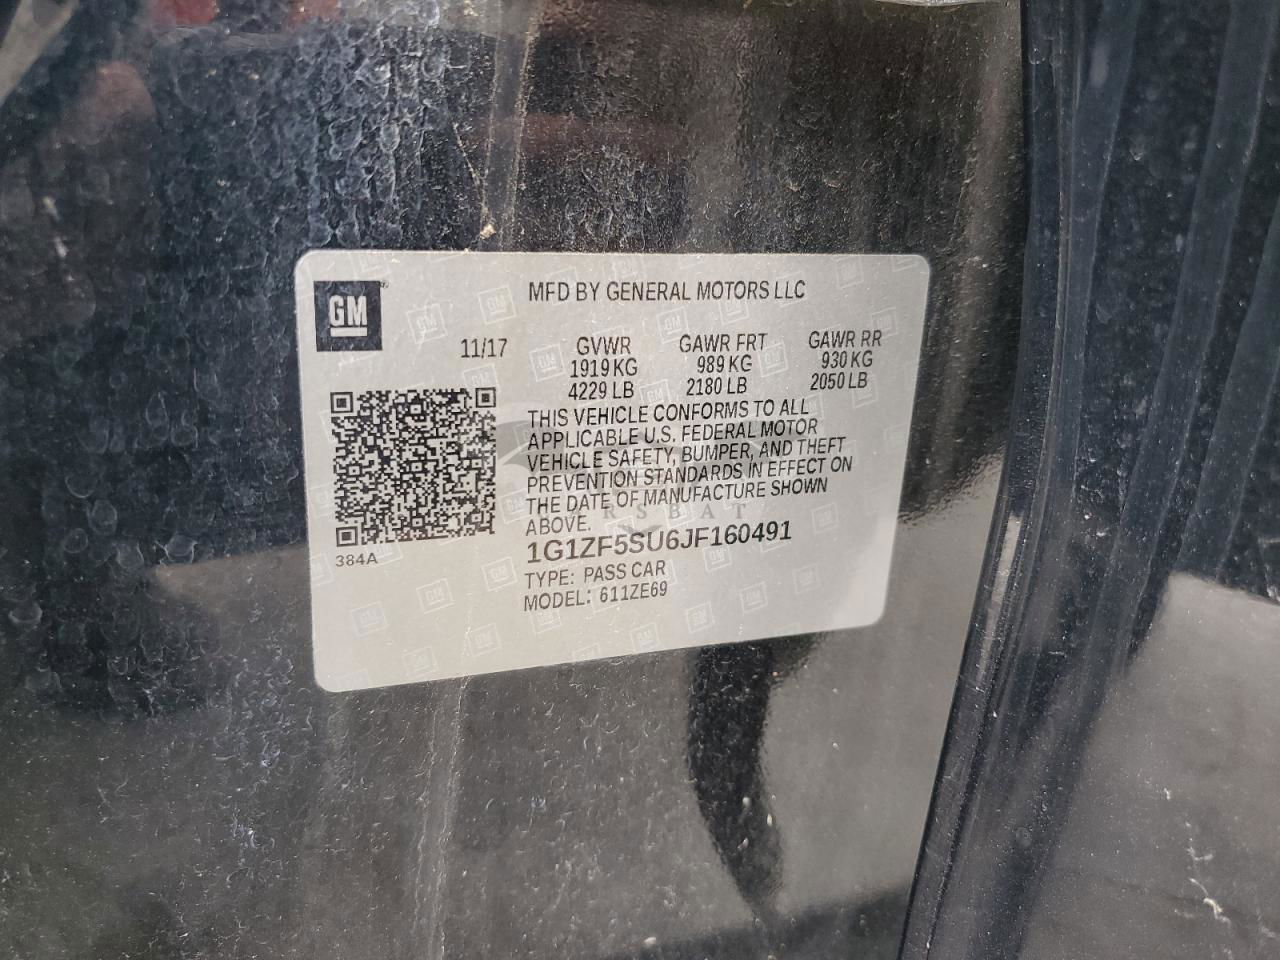 GM
MFD BY GENERAL MOTORS LLC
11/17
GVWR GAWR FRT GAWR RR
1919 KG 989 KG 930 KG
4229 LB 2180 LB 2050 LB
THIS VEHICLE CONFORMS TO ALL
APPLICABLE U.S. FEDERAL MOTOR
VEHICLE SAFETY, BUMPER, AND THEFT
PREVENTION STANDARDS IN EFFECT ON
THE DATE OF MANUFACTURE SHOWN
ABOVE.
1G1ZF5SU6JF160491
384A
TYPE: PASS CAR
MODEL: 611ZE69